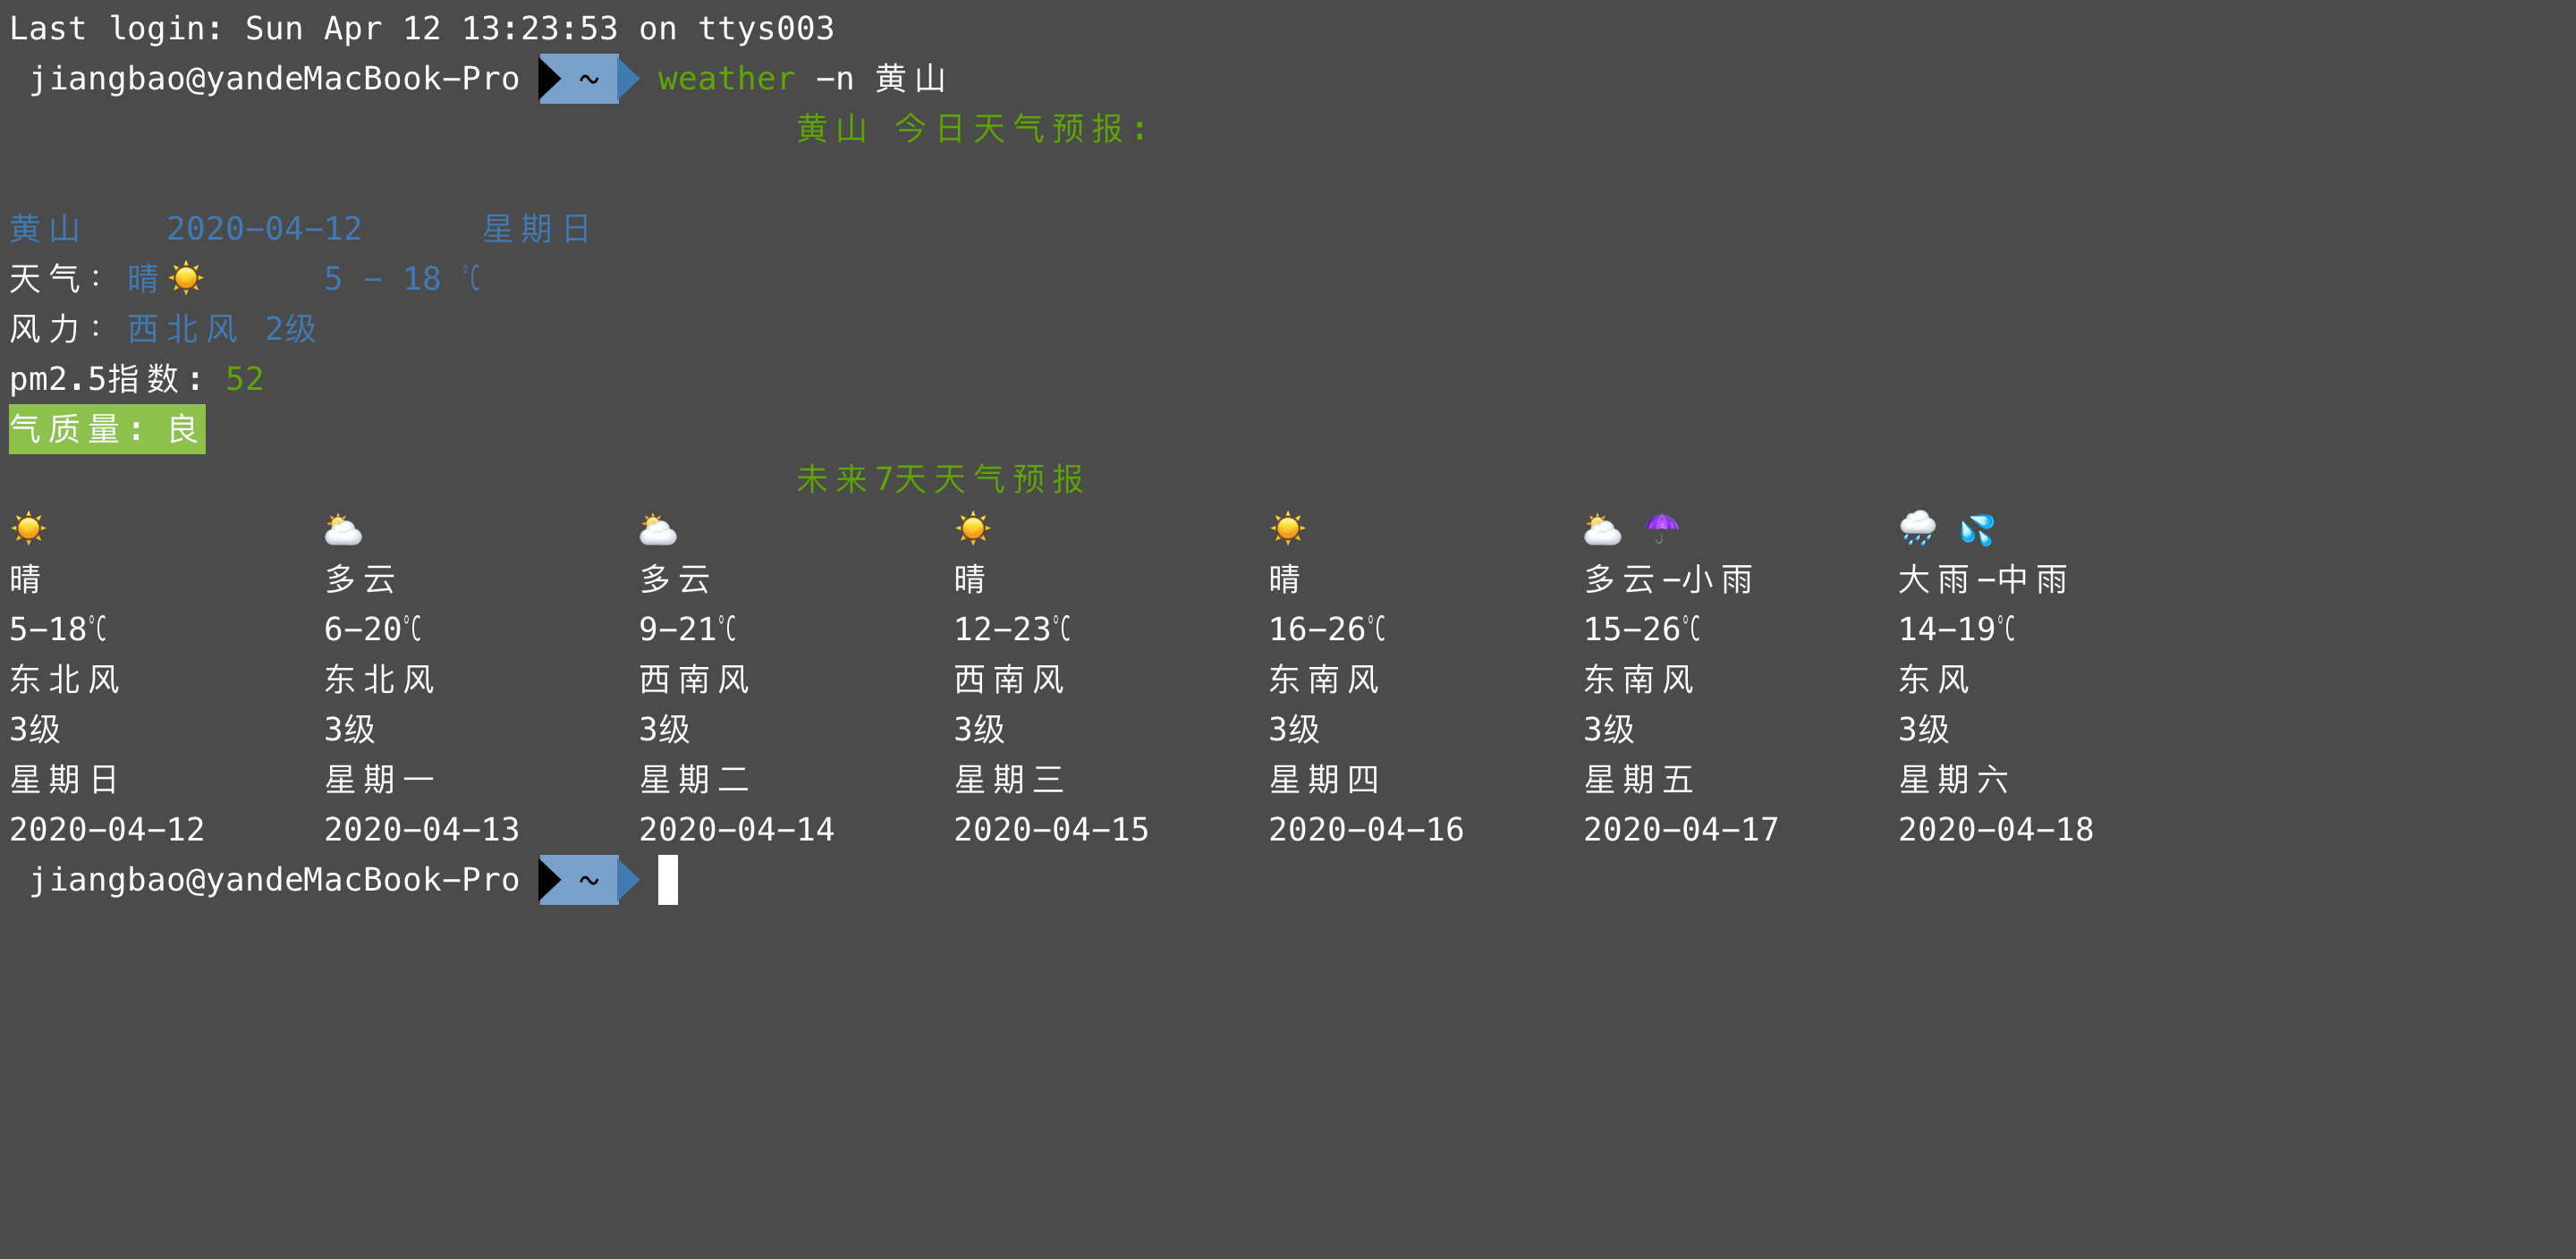 Last login: Sun Apr 12 13:23:53 on ttys003
jiangbao@yandeMacBook-Pro ~ weather -n 黄山
黄山 今日天气预报:
黄山 2020-04-12 星期日
天气: 晴☀️ 5 - 18 ℃
风力: 西北风 2级
pm2.5指数: 52
气质量: 良
未来7天天气预报
☀️ ⛅ ⛅ ☀️ ☀️ ⛅ ☂️ 🌧 💦
晴 多云 多云 晴 晴 多云-小雨 大雨-中雨
5-18℃ 6-20℃ 9-21℃ 12-23℃ 16-26℃ 15-26℃ 14-19℃
东北风 东北风 西南风 西南风 东南风 东南风 东风
3级 3级 3级 3级 3级 3级 3级
星期日 星期一 星期二 星期三 星期四 星期五 星期六
2020-04-12 2020-04-13 2020-04-14 2020-04-15 2020-04-16 2020-04-17 2020-04-18
jiangbao@yandeMacBook-Pro ~